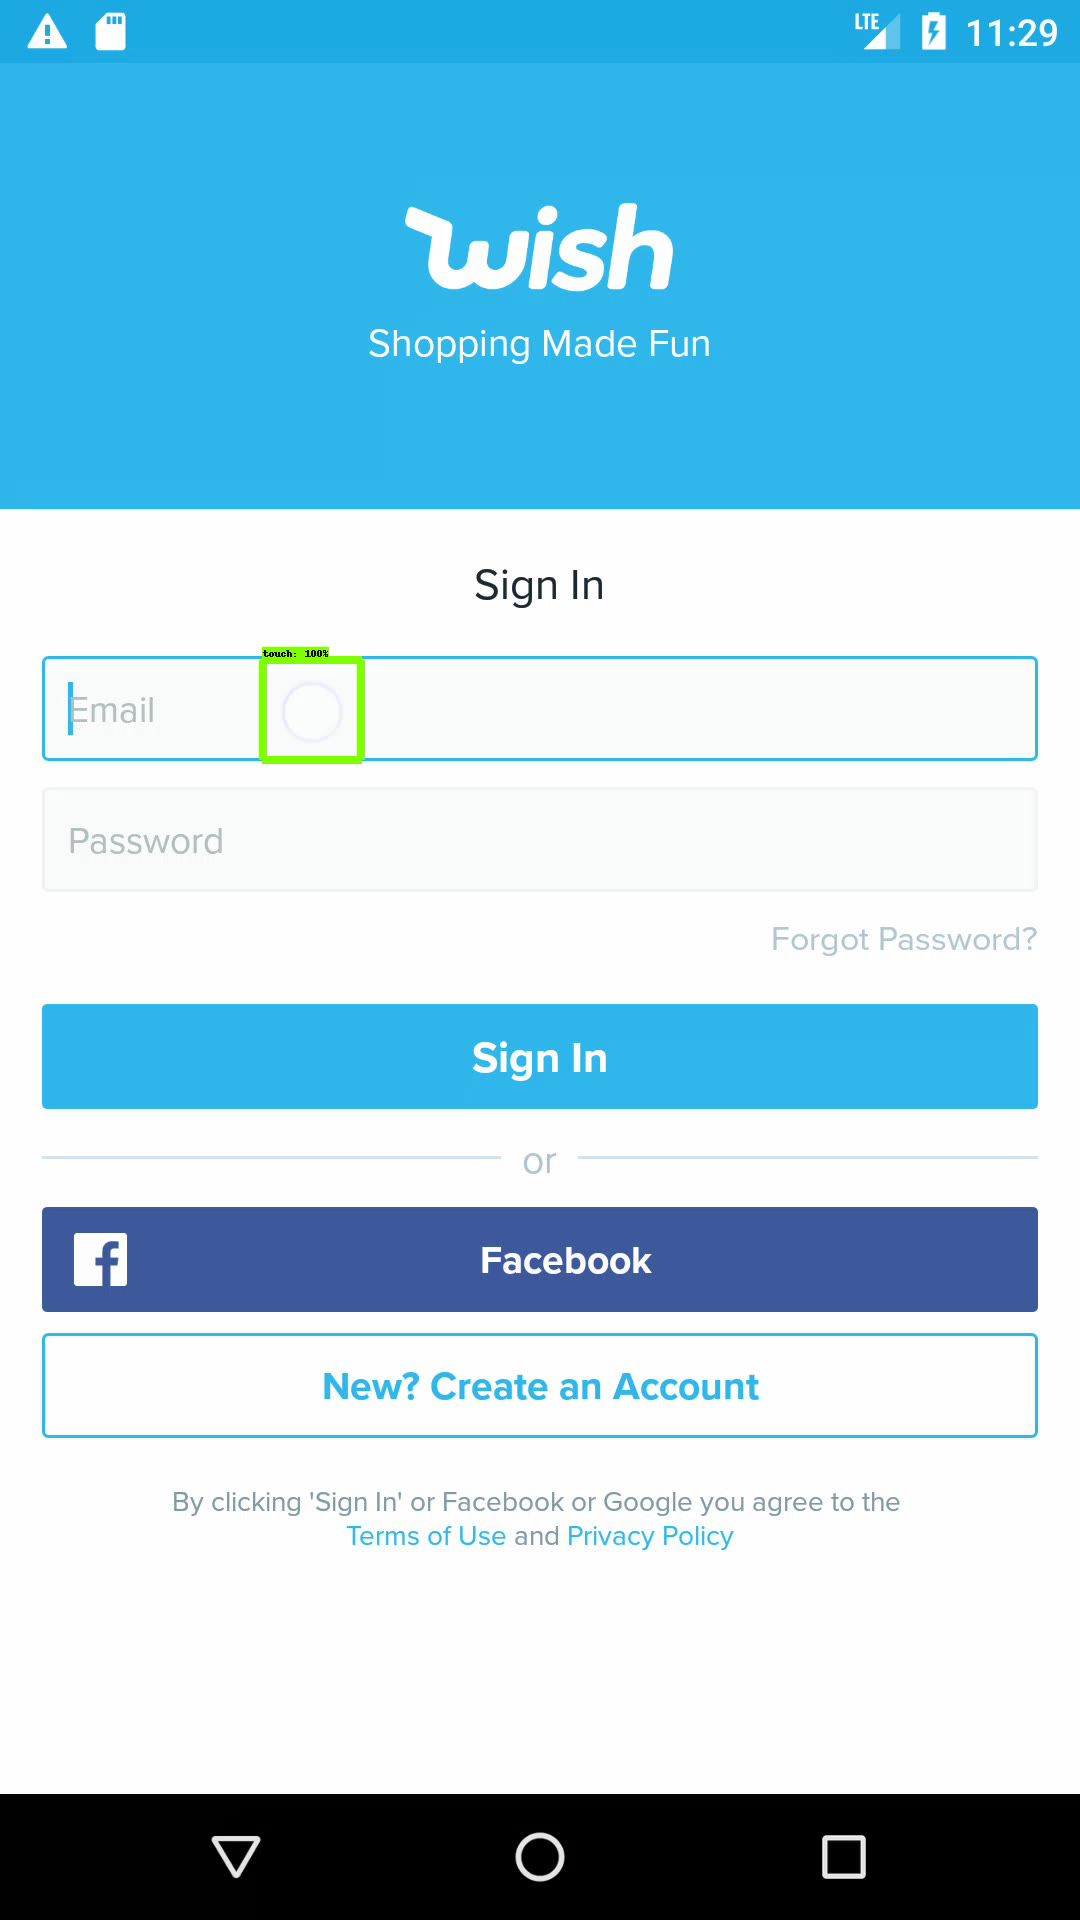 LTE 11:29
wish
Shopping Made Fun
Sign In
touch: 100%
Email
Password
Forgot Password?
Sign In
or
Facebook
New? Create an Account
By clicking 'Sign In' or Facebook or Google you agree to the
Terms of Use and Privacy Policy